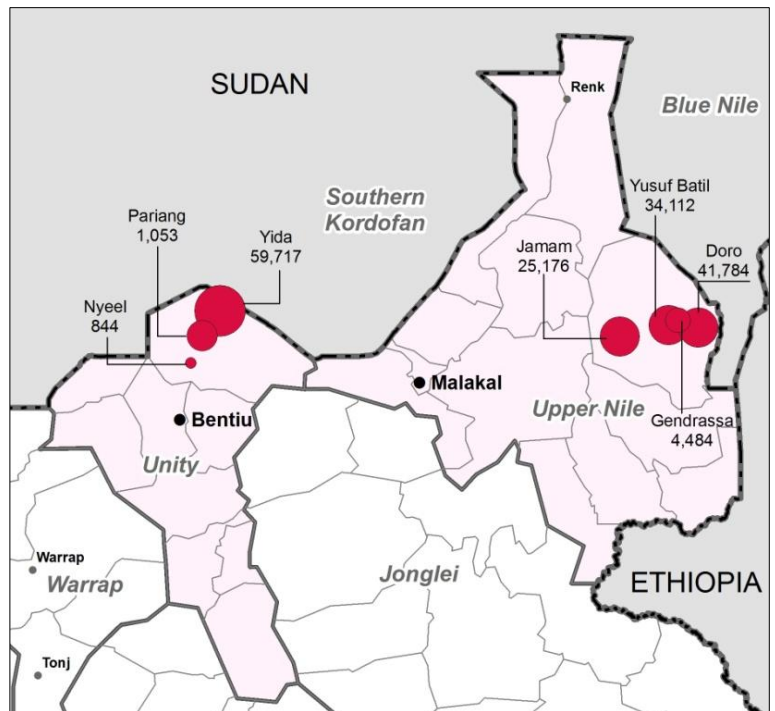 SUDAN
Renk
Blue Nile
Southern
Kordofan
Yusuf Batil
34,112
Pariang
1,053
Yida
59,717
Jamam
25,176
Doro
41,784
Nyeel
844
Malakal
Bentiu
Upper Nile
Gendrassa
4,484
Unity
Warrap
Warrap
Jonglei
ETHIOPIA
Tonj